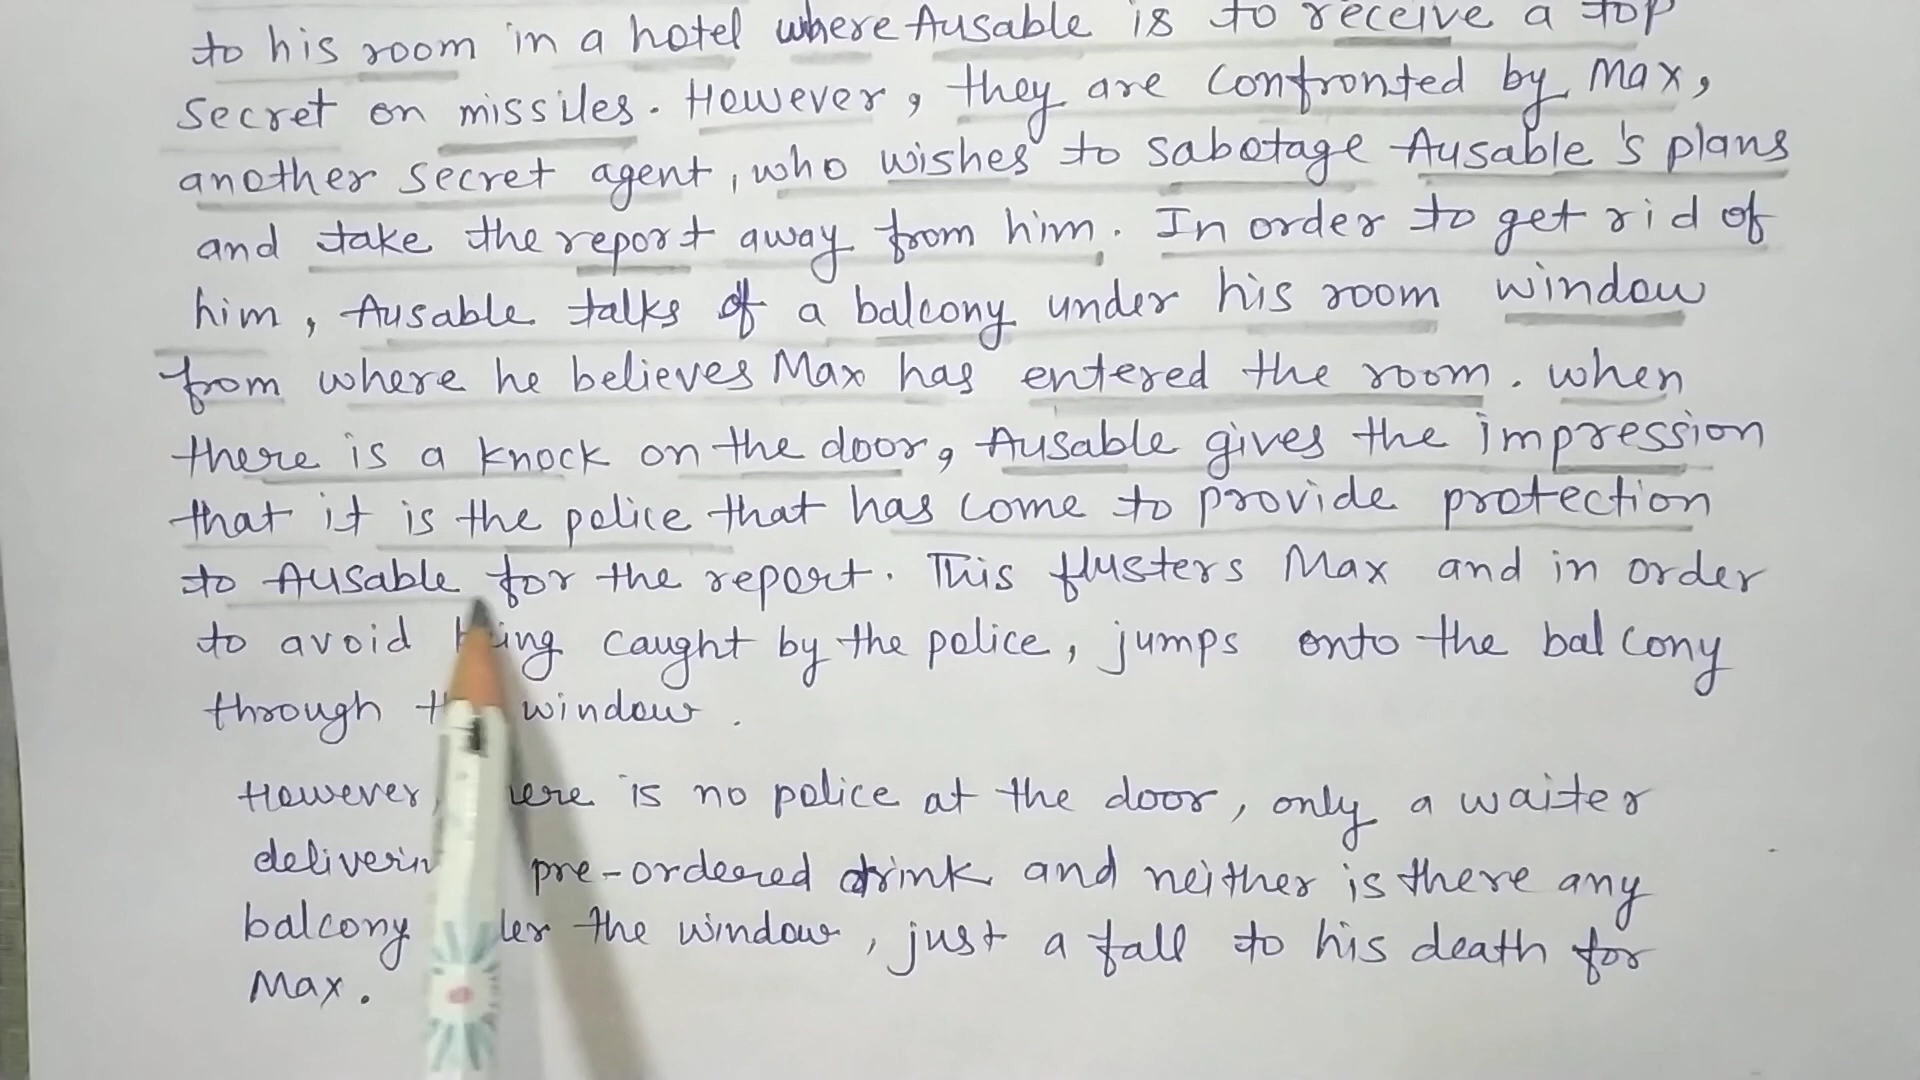 to his room in a hotel where Ausable is to receive a top
secret on missiles. However, they are confronted by Max,
another secret agent, who wishes to sabotage Ausable's plans
and take the report away from him. In order to get rid of
him, Ausable talks of a balcony under his room window
from where he believes Max has entered the room. when
there is a knock on the door, Ausable gives the impression
that it is the police that has come to provide protection
to Ausable for the report. This flusters Max and in order
to avoid caught by the police, jumps onto the balcony
through window.
However, is no police at the door, only a waiter
pre-ordered drink and neither is there any
balcony the window, just a fall to his death for
Max.